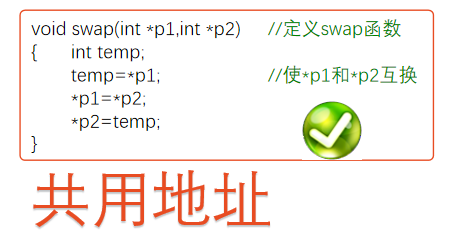 void swap(int *p1,int *p2) //定义swap函数
{ int temp;
temp=*p1; //使*p1和*p2互换
*p1=*p2;
*p2=temp;
}
共用地址